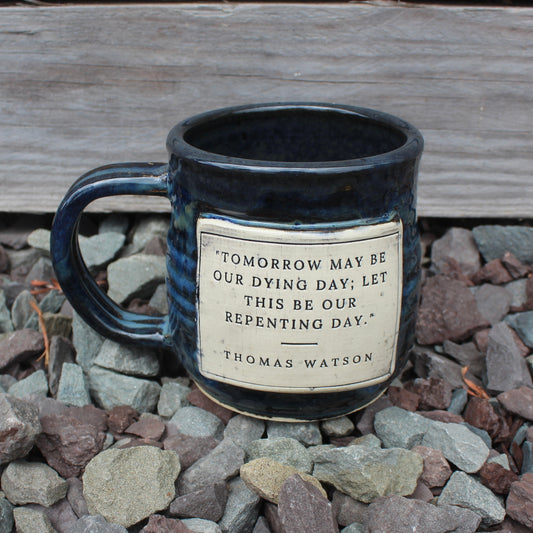 "TOMORROW MAY BE
OUR DYING DAY; LET
THIS BE OUR
REPENTING DAY."
THOMAS WATSON